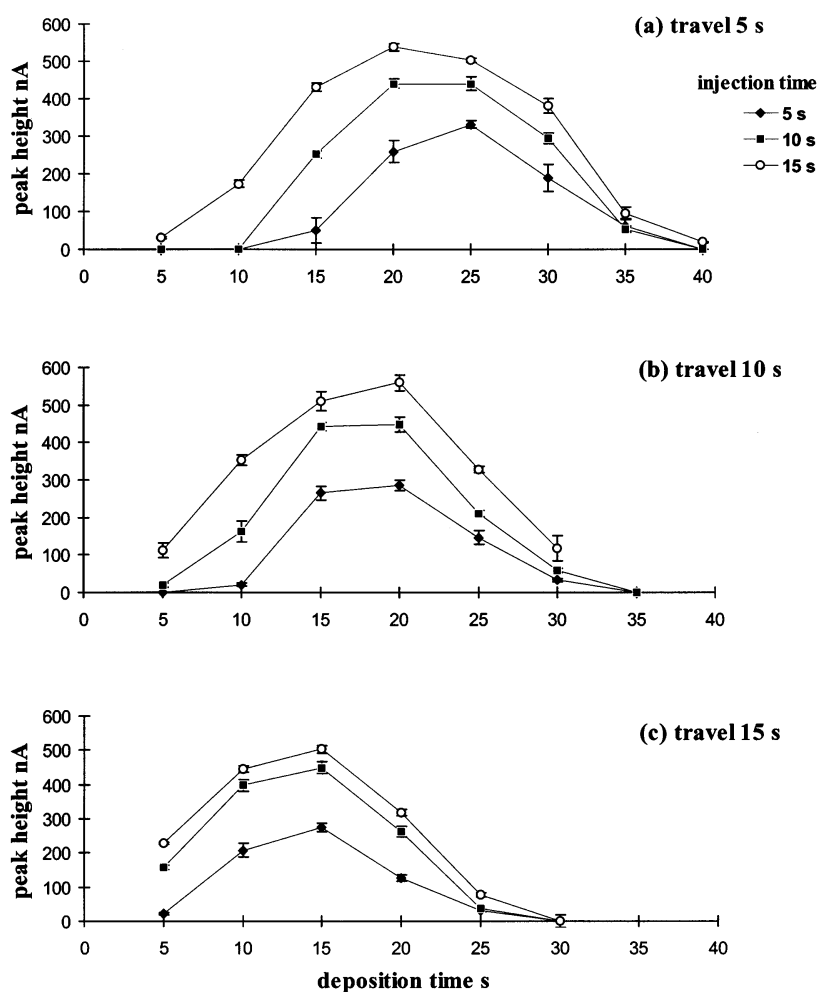 (a) travel 5 s
injection time
5 s
10 s
15 s
peak height nA
600
500
400
300
200
100
0
0 5 10 15 20 25 30 35 40
(b) travel 10 s
peak height nA
600
500
400
300
200
100
0
0 5 10 15 20 25 30 35 40
(c) travel 15 s
peak height nA
600
500
400
300
200
100
0
0 5 10 15 20 25 30 35 40
deposition time s